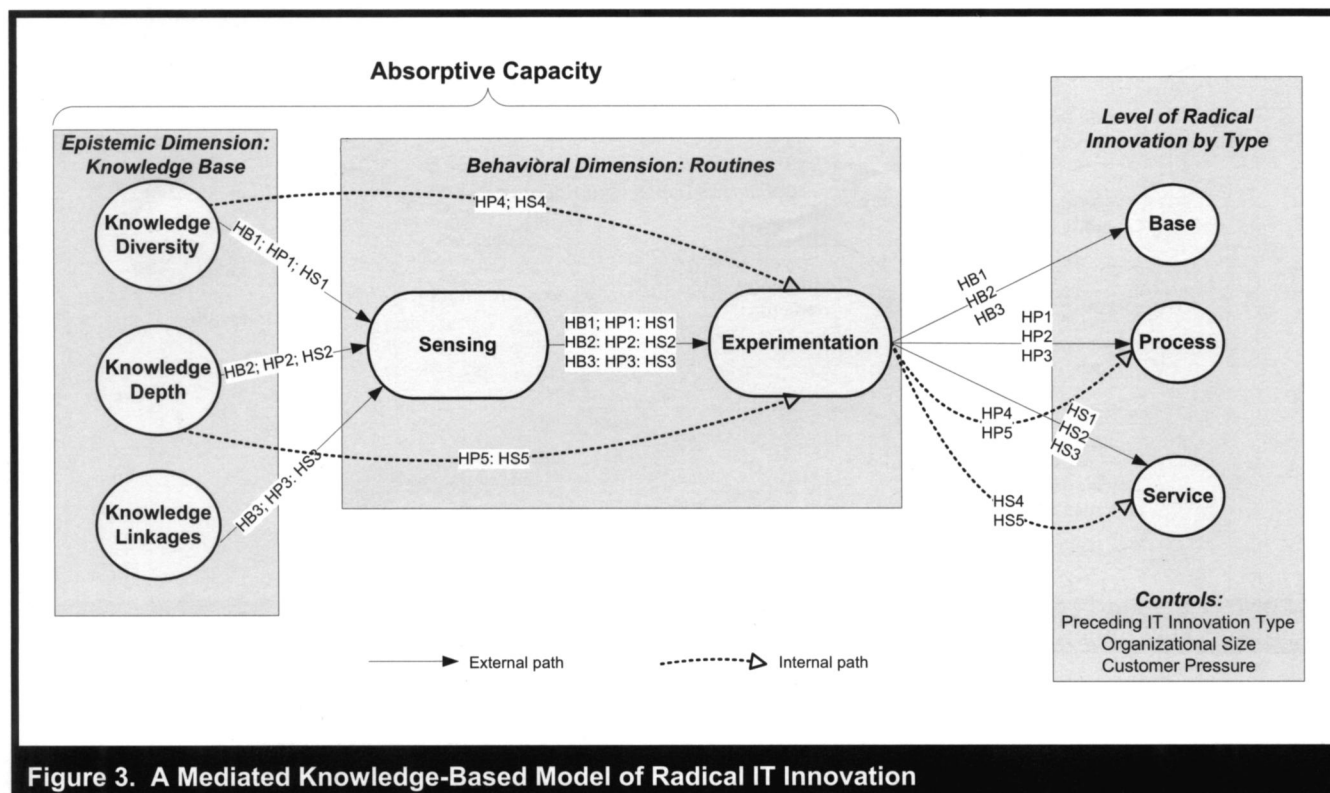 Absorptive Capacity
Epistemic Dimension:
Knowledge Base
Knowledge
Diversity
Knowledge
Depth
Knowledge
Linkages
HB1; HP1; HS1
HB2; HP2; HS2
HB3; HP3: HS3
Behavioral Dimension: Routines
HP4; HS4
Sensing
HB1; HP1: HS1
HB2: HP2: HS2
HB3: HP3: HS3
Experimentation
HP5: HS5
HB1
HB2
HB3
HP1
HP2
HP3
HP4
HP5
HS1
HS2
HS3
HS4
HS5
Level of Radical
Innovation by Type
Base
Process
Service
Controls:
Preceding IT Innovation Type
Organizational Size
Customer Pressure
External path
Internal path
Figure 3. A Mediated Knowledge-Based Model of Radical IT Innovation